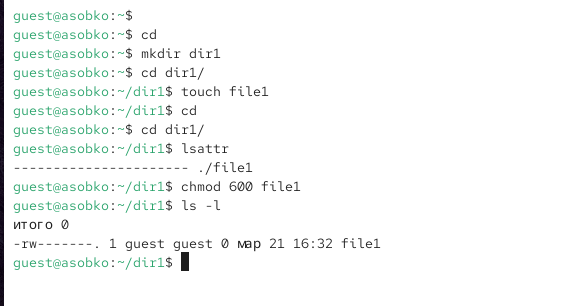 guest@asobko:~$
guest@asobko:~$ cd
guest@asobko:~$ mkdir dir1
guest@asobko:~$ cd dir1/
guest@asobko:~/dir1$ touch file1
guest@asobko:~/dir1$ cd
guest@asobko:~$ cd dir1/
guest@asobko:~/dir1$ lsattr
---------------------- ./file1
guest@asobko:~/dir1$ chmod 600 file1
guest@asobko:~/dir1$ ls -l
итого 0
-rw-------. 1 guest guest 0 мар 21 16:32 file1
guest@asobko:~/dir1$